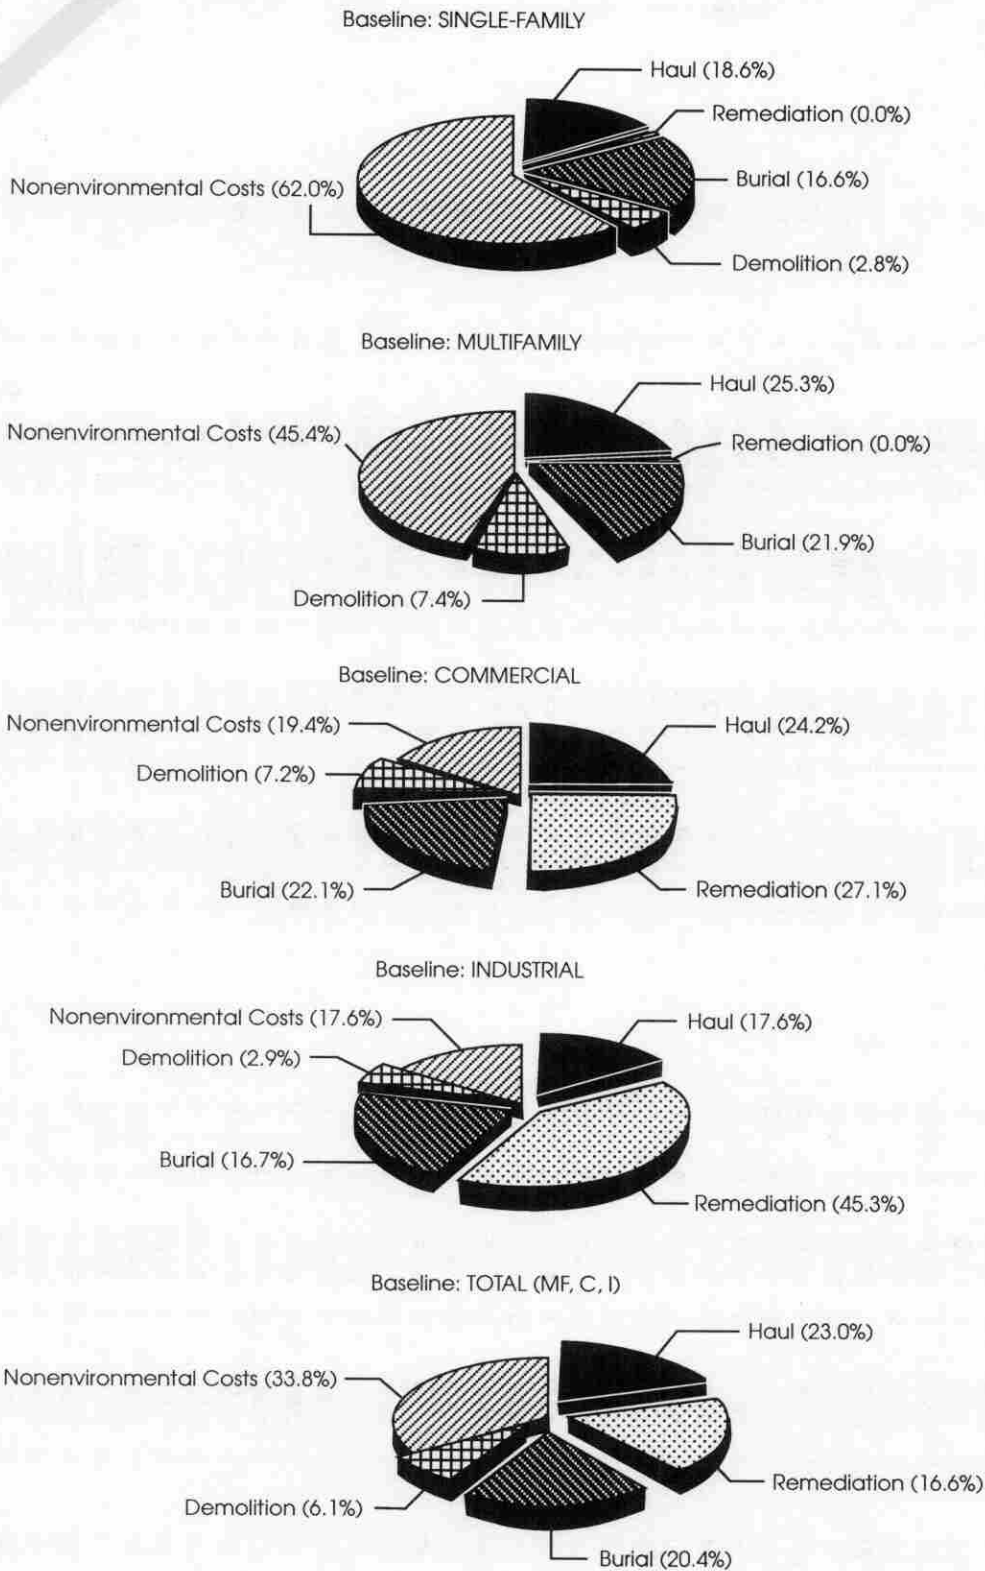 Baseline: SINGLE-FAMILY
Haul (18.6%)
Remediation (0.0%)
Nonenvironmental Costs (62.0%)
Burial (16.6%)
Demolition (2.8%)
Baseline: MULTIFAMILY
Haul (25.3%)
Nonenvironmental Costs (45.4%)
Remediation (0.0%)
Burial (21.9%)
Demolition (7.4%)
Baseline: COMMERCIAL
Nonenvironmental Costs (19.4%)
Haul (24.2%)
Demolition (7.2%)
Burial (22.1%)
Remediation (27.1%)
Baseline: INDUSTRIAL
Nonenvironmental Costs (17.6%)
Haul (17.6%)
Demolition (2.9%)
Burial (16.7%)
Remediation (45.3%)
Baseline: TOTAL (MF, C, I)
Haul (23.0%)
Nonenvironmental Costs (33.8%)
Remediation (16.6%)
Demolition (6.1%)
Burial (20.4%)